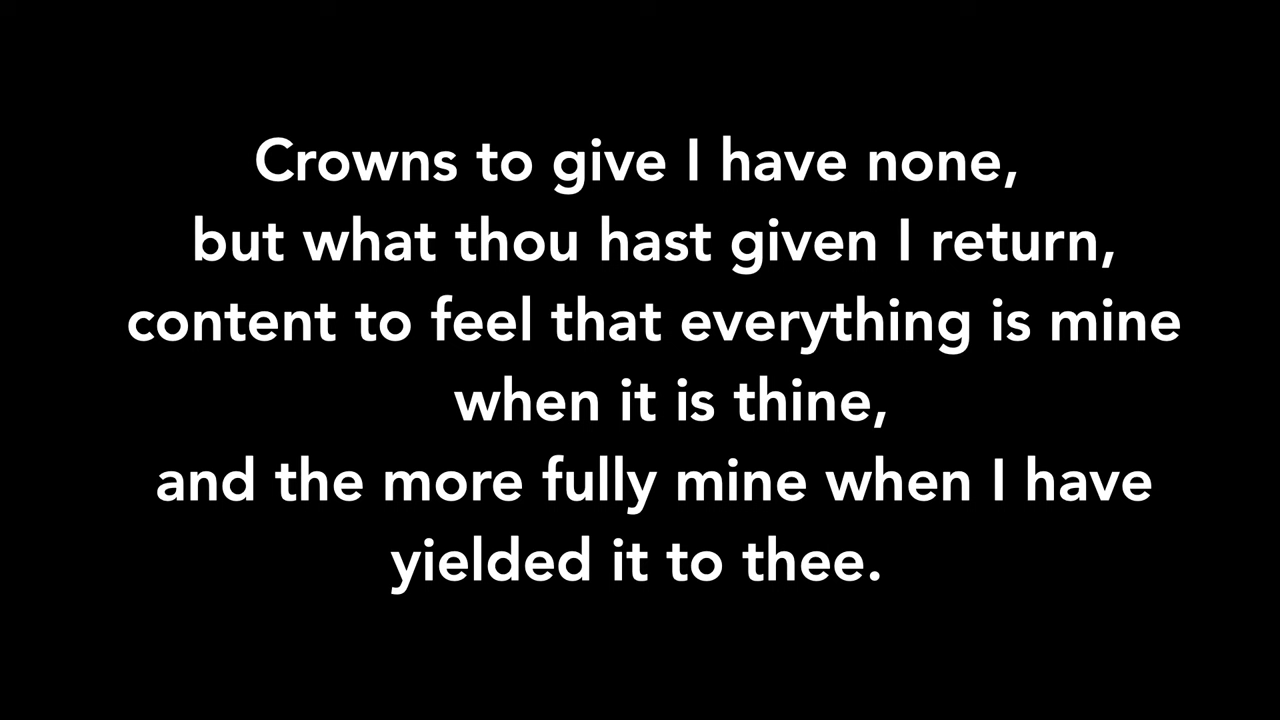 Crowns to give I have none,
but what thou hast given I return,
content to feel that everything is mine
when it is thine,
and the more fully mine when I have
yielded it to thee.